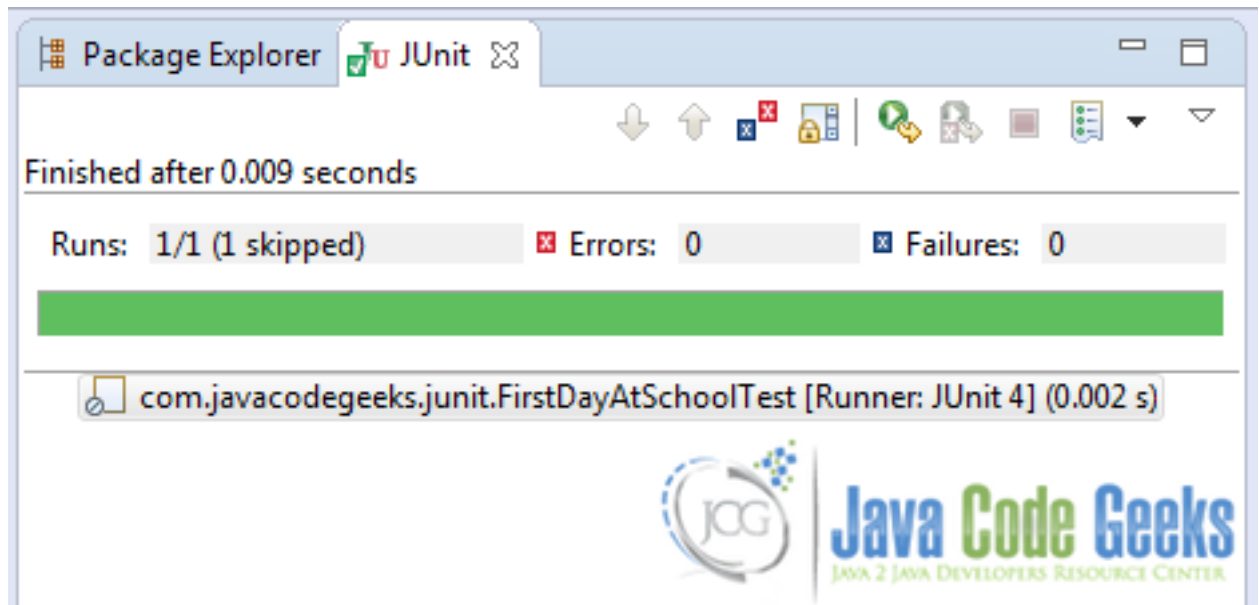 Package Explorer JUnit
Finished after 0.009 seconds
Runs: 1/1 (1 skipped) Errors: 0 Failures: 0
com.javacodegeeks.junit.FirstDayAtSchoolTest [Runner: JUnit 4] (0.002 s)
JCG
Java Code Geeks
JAVA 2 JAVA DEVELOPERS RESOURCE CENTER